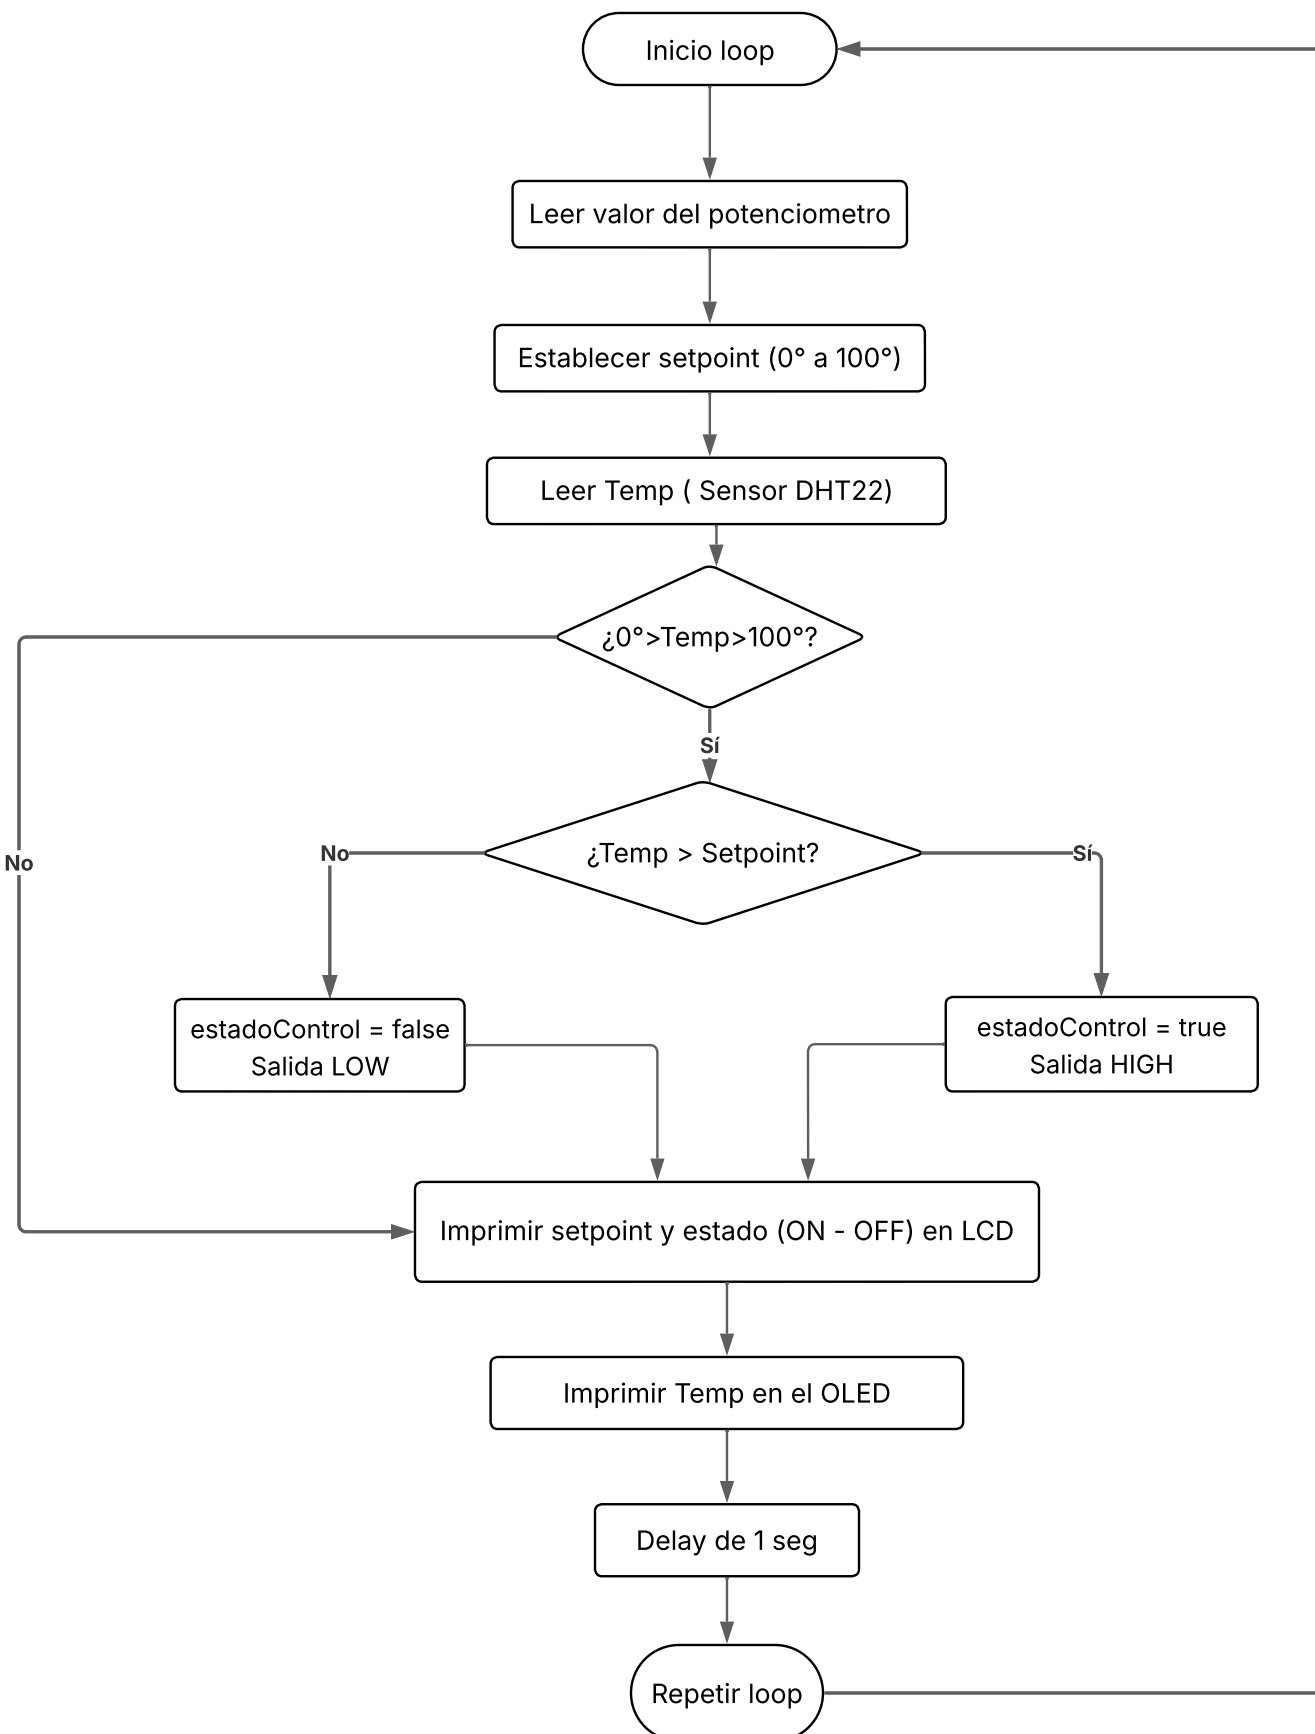 Inicio loop
Leer valor del potenciometro
Establecer setpoint (0° a 100°)
Leer Temp ( Sensor DHT22)
¿0°>Temp>100°?
Sí
No
¿Temp > Setpoint?
No
Sí
estadoControl = false
Salida LOW
estadoControl = true
Salida HIGH
Imprimir setpoint y estado (ON - OFF) en LCD
Imprimir Temp en el OLED
Delay de 1 seg
Repetir loop